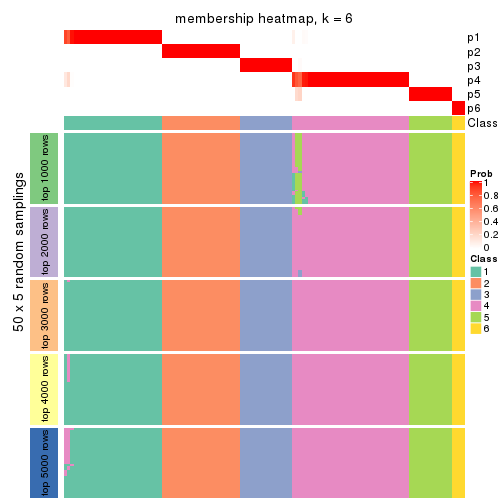 membership heatmap, k = 6
p1
p2
p3
p4
p5
p6
Class
50 x 5 random samplings
top 1000 rows
top 2000 rows
top 3000 rows
top 4000 rows
top 5000 rows
Prob
1
0.8
0.6
0.4
0.2
0
Class
1
2
3
4
5
6